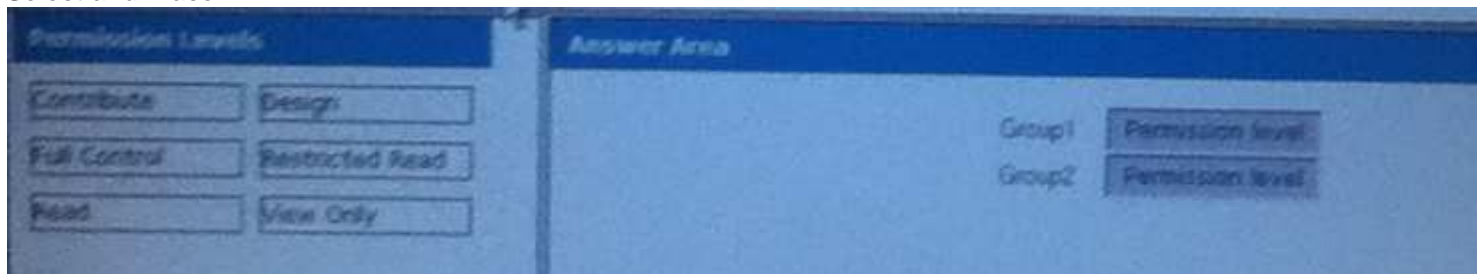 Permission Levels
Answer Area
Contribute
Design
Full Control
Restricted Read
Read
View Only
Group1 Permission level
Group2 Permission level